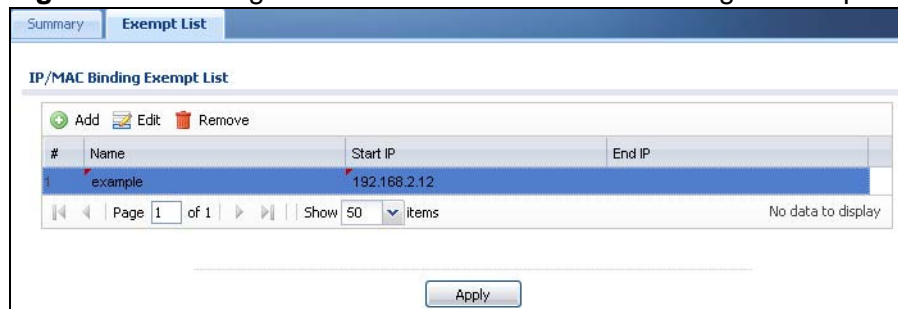 Summary Exempt List
IP/MAC Binding Exempt List
Add Edit Remove
# Name Start IP End IP
1 example 192.168.2.12
Page 1 of 1 Show 50 items No data to display
Apply